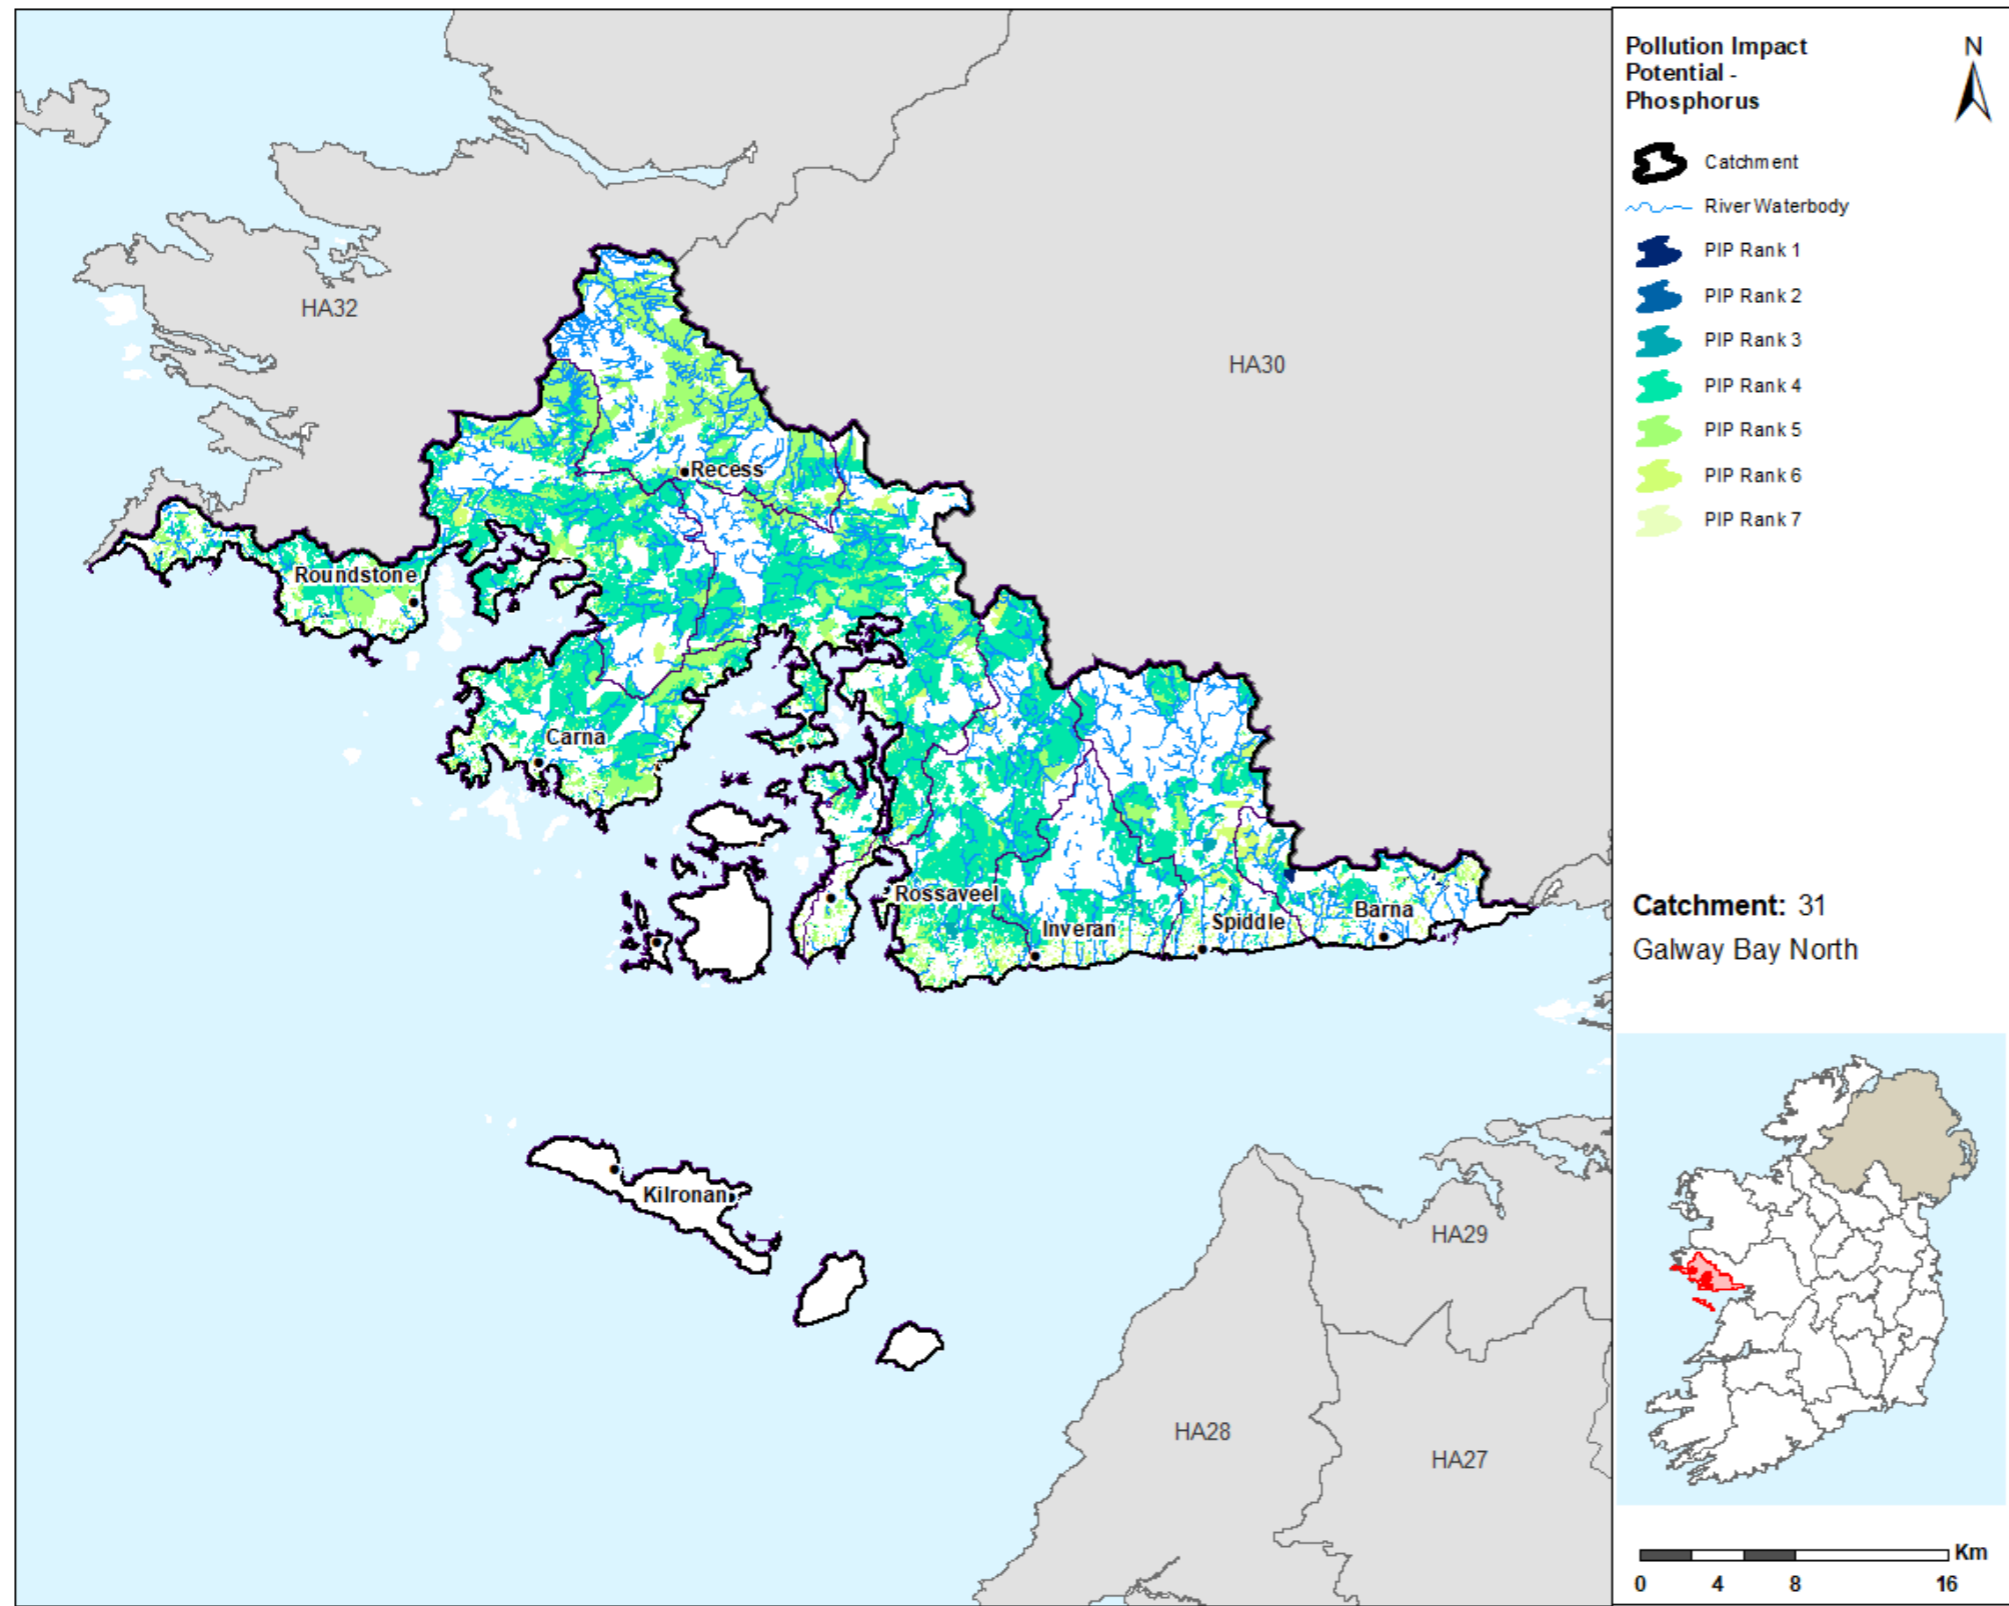 Pollution Impact
Potential -
Phosphorus
N
Catchment
River Waterbody
PIP Rank 1
PIP Rank 2
PIP Rank 3
PIP Rank 4
PIP Rank 5
PIP Rank 6
PIP Rank 7
HA32
HA30
Recess
Roundstone
Carna
Rossaveel
Inveran
Spiddle
Barna
Kilronan
HA29
HA28
HA27
Catchment: 31
Galway Bay North
Km
0 4 8 16